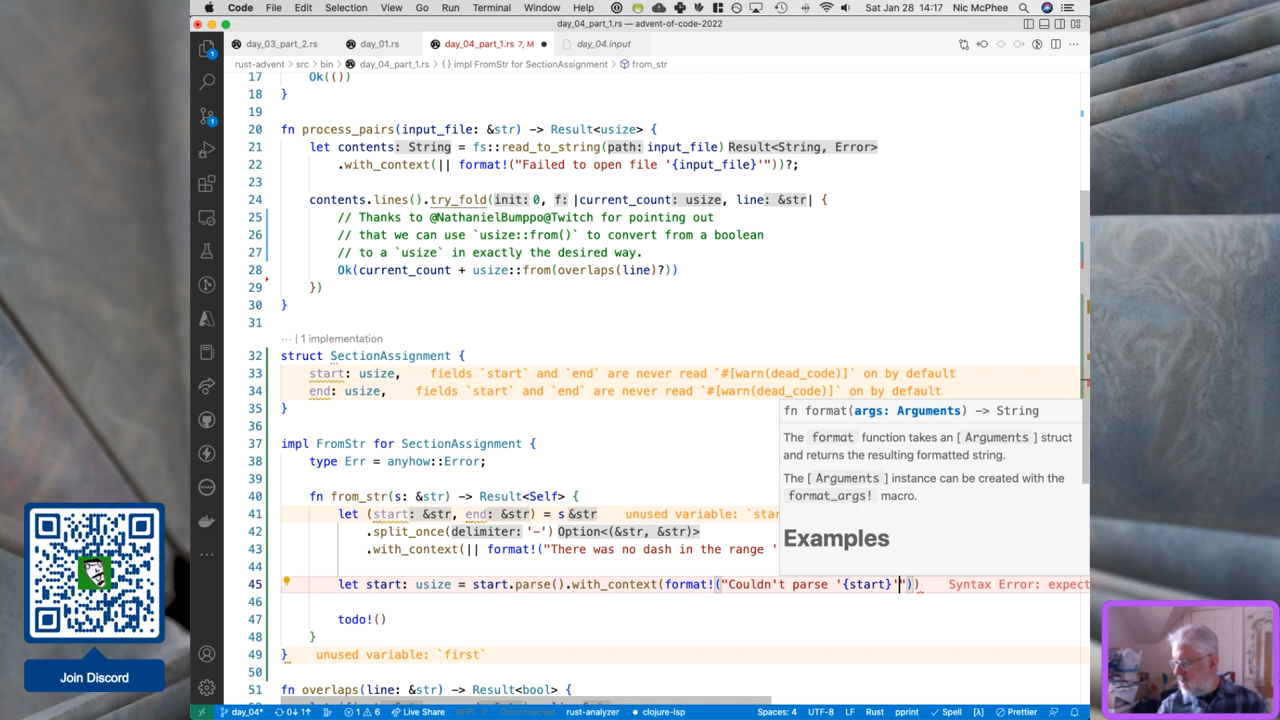 Code File Edit Selection View Go Run Terminal Window Help Sat Jan 28 14:17 Nic McPhee
day_04_part_1.rs — advent-of-code-2022
day_03_part_2.rs day_01.rs day_04_part_1.rs 7, M day_04.input
rust-advent › src › bin › day_04_part_1.rs › {} impl FromStr for SectionAssignment › from_str
17 Ok(())
18 }
19
20 fn process_pairs(input_file: &str) -> Result<usize> {
21 let contents: String = fs::read_to_string(path: input_file) Result<String, Error>
22 .with_context(|| format!("Failed to open file '{input_file}'"))?;
23
24 contents.lines().try_fold(init: 0, f: |current_count: usize, line: &str| {
25 // Thanks to @NathanielBumppo@Twitch for pointing out
26 // that we can use `usize::from()` to convert from a boolean
27 // to a `usize` in exactly the desired way.
28 Ok(current_count + usize::from(overlaps(line)?))
29 })
30 }
31
... | 1 implementation
32 struct SectionAssignment {
33 start: usize, fields `start` and `end` are never read `#[warn(dead_code)]` on by default
34 end: usize, fields `start` and `end` are never read `#[warn(dead_code)]` on by default
35 }
36
37 impl FromStr for SectionAssignment {
38 type Err = anyhow::Error;
39
40 fn from_str(s: &str) -> Result<Self> {
41 let (start: &str, end: &str) = s &str unused variable: `star
42 .split_once(delimiter: '-') Option<(&str, &str)>
43 .with_context(|| format!("There was no dash in the range '
44
45 let start: usize = start.parse().with_context(format!("Couldn't parse '{start}'")) Syntax Error: expect
46
47 todo!()
48 }
49 } unused variable: `first`
50
51 fn overlaps(line: &str) -> Result<bool> {
fn format(args: Arguments) -> String
The format function takes an [ Arguments ] struct
and returns the resulting formatted string.
The [ Arguments ] instance can be created with the
format_args! macro.
Examples
Join Discord
day_04* 0↓ 1↑ 1 6 Live Share REPL Disconnected rust-analyzer clojure-lsp Spaces: 4 UTF-8 LF Rust pprint Spell [λ] Prettier